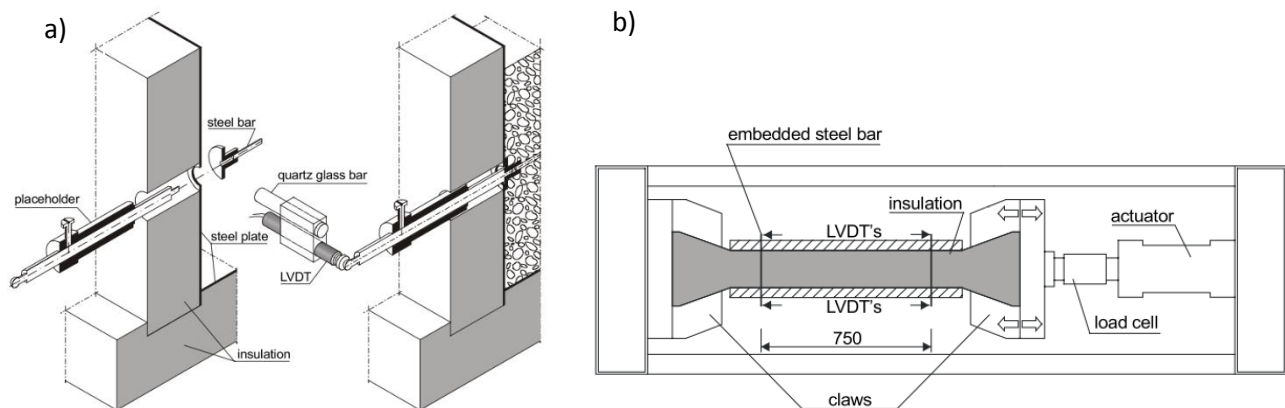 a)
steel bar
quartz glass bar
placeholder
steel plate
LVDT
insulation
b)
embedded steel bar
insulation
actuator
LVDT's
LVDT's
load cell
750
claws